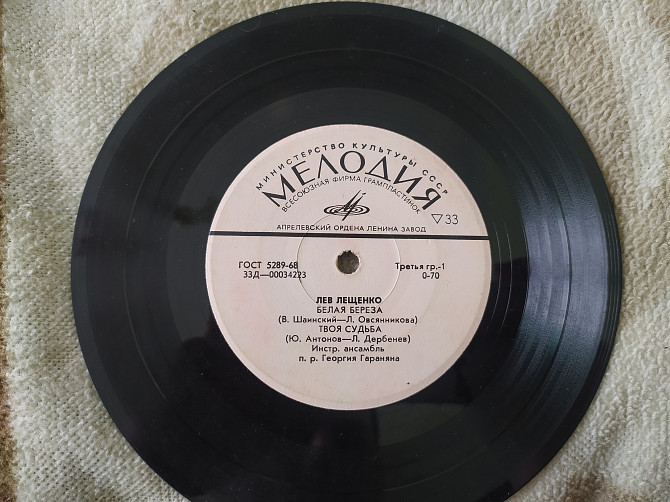 МИНИСТЕРСТВО КУЛЬТУРЫ СССР
МЕЛОДИЯ
ВСЕСОЮЗНАЯ ФИРМА ГРАМПЛАСТИНОК
▽33
АПРЕЛЕВСКИЙ ОРДЕНА ЛЕНИНА ЗАВОД
ГОСТ 5289-68 Третья гр.-1
33Д—00034223 0-70
ЛЕВ ЛЕЩЕНКО
БЕЛАЯ БЕРЕЗА
(В. Шаинский—Л. Овсянникова)
ТВОЯ СУДЬБА
(Ю. Антонов—Л. Дербенев)
Инстр. ансамбль
п. р. Георгия Гараняна